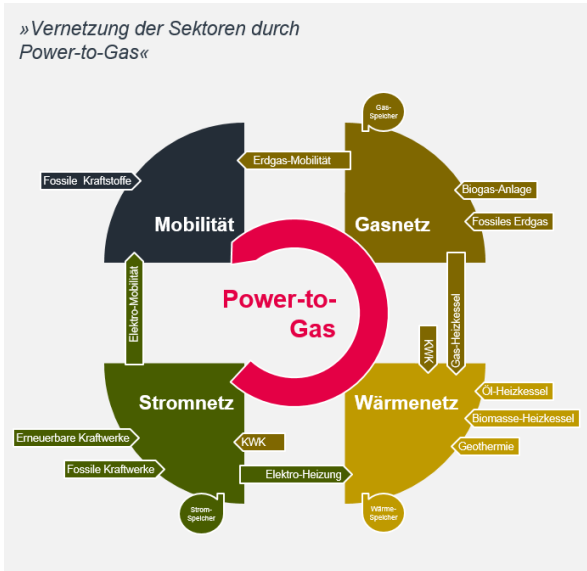 »Vernetzung der Sektoren durch
Power-to-Gas«
Gas-
Speicher
Erdgas-Mobilität
Fossile Kraftstoffe
Biogas-Anlage
Mobilität
Gasnetz
Fossiles Erdgas
Elektro-Mobilität
Power-to-
Gas
Gas-Heizkessel
KWK
Stromnetz
Wärmenetz
Öl-Heizkessel
Biomasse-Heizkessel
Erneuerbare Kraftwerke
KWK
Geothermie
Fossile Kraftwerke
Elektro-Heizung
Strom-
Speicher
Wärme-
Speicher